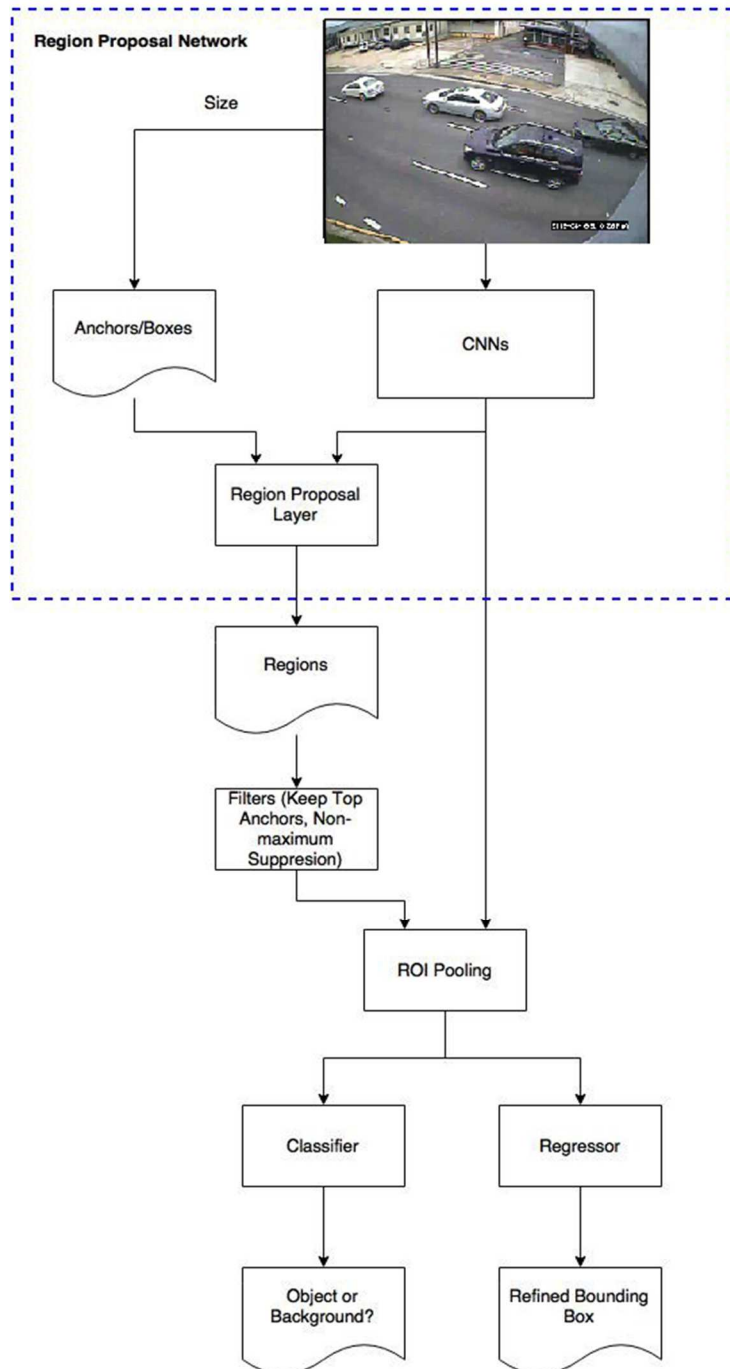 Region Proposal Network
Size
Anchors/Boxes
CNNs
Region Proposal
Layer
Regions
Filters (Keep Top
Anchors, Non-
maximum
Suppresion)
ROI Pooling
Classifier
Regressor
Object or
Background?
Refined Bounding
Box